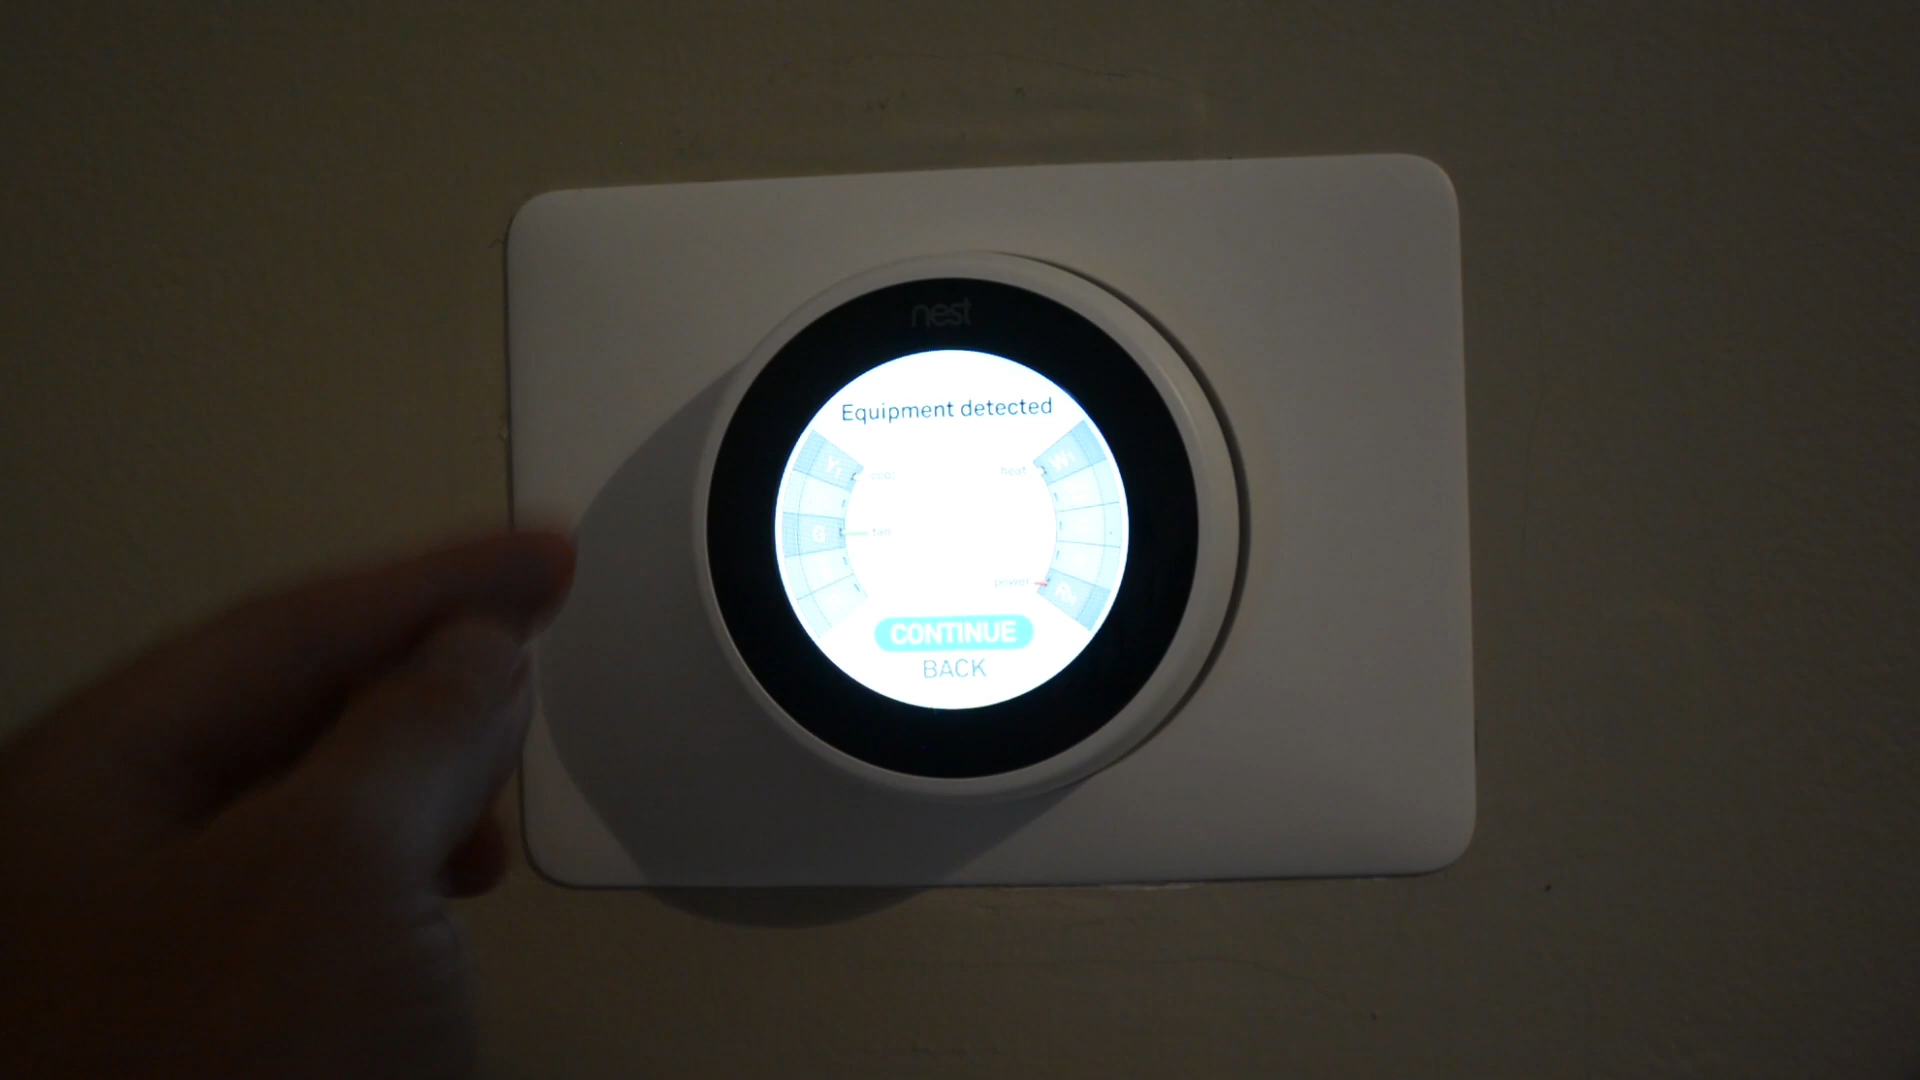 nest
Equipment detected
Y1 cool heat W1
G fan
power Rh
CONTINUE
BACK